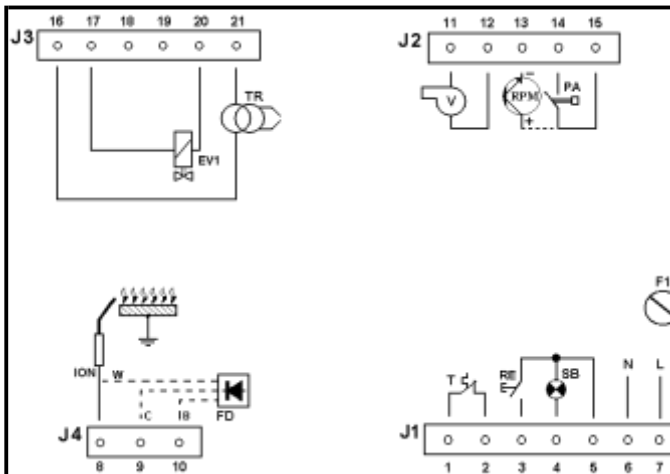 16 17 18 19 20 21
J3
TR
EV1
11 12 13 14 15
J2
V
− RPM +
PA
ION
W
C
IB
FD
J4
8 9 10
F1
T
RE
SB
N L
J1
1 2 3 4 5 6 7